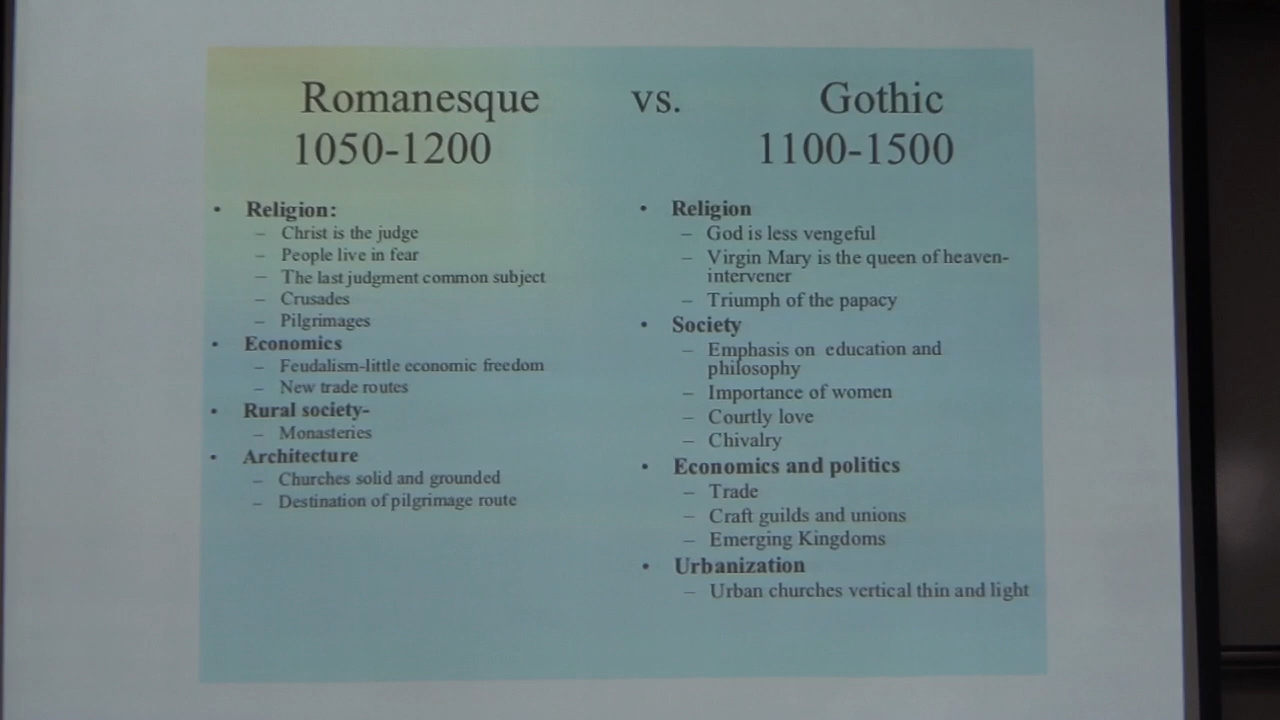 Romanesque vs. Gothic
1050-1200 1100-1500
• Religion:
– Christ is the judge
– People live in fear
– The last judgment common subject
– Crusades
– Pilgrimages
• Economics
– Feudalism-little economic freedom
– New trade routes
• Rural society-
– Monasteries
• Architecture
– Churches solid and grounded
– Destination of pilgrimage route
• Religion
– God is less vengeful
– Virgin Mary is the queen of heaven-
intervener
– Triumph of the papacy
• Society
– Emphasis on education and
philosophy
– Importance of women
– Courtly love
– Chivalry
• Economics and politics
– Trade
– Craft guilds and unions
– Emerging Kingdoms
• Urbanization
– Urban churches vertical thin and light